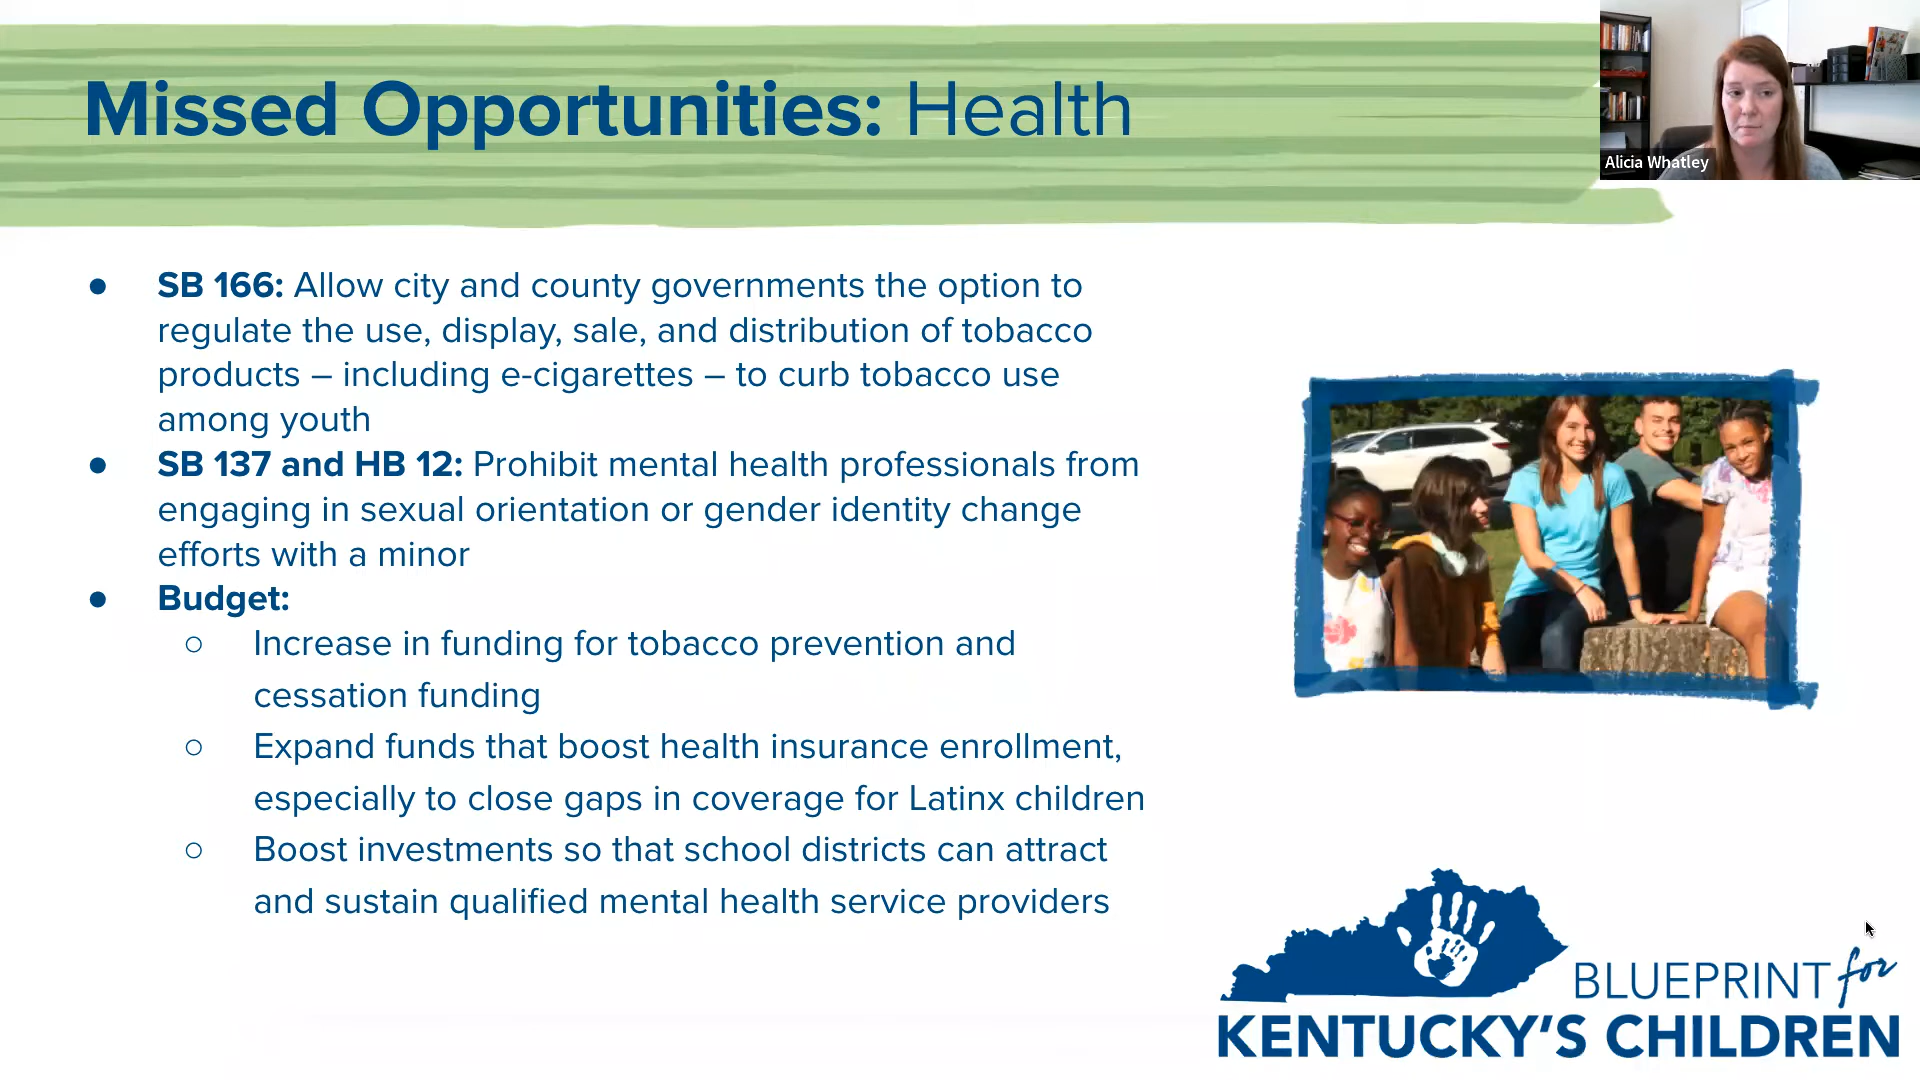 Missed Opportunities: Health
Alicia Whatley
● SB 166: Allow city and county governments the option to
regulate the use, display, sale, and distribution of tobacco
products – including e-cigarettes – to curb tobacco use
among youth
● SB 137 and HB 12: Prohibit mental health professionals from
engaging in sexual orientation or gender identity change
efforts with a minor
● Budget:
○ Increase in funding for tobacco prevention and
cessation funding
○ Expand funds that boost health insurance enrollment,
especially to close gaps in coverage for Latinx children
○ Boost investments so that school districts can attract
and sustain qualified mental health service providers
BLUEPRINT for
KENTUCKY'S CHILDREN